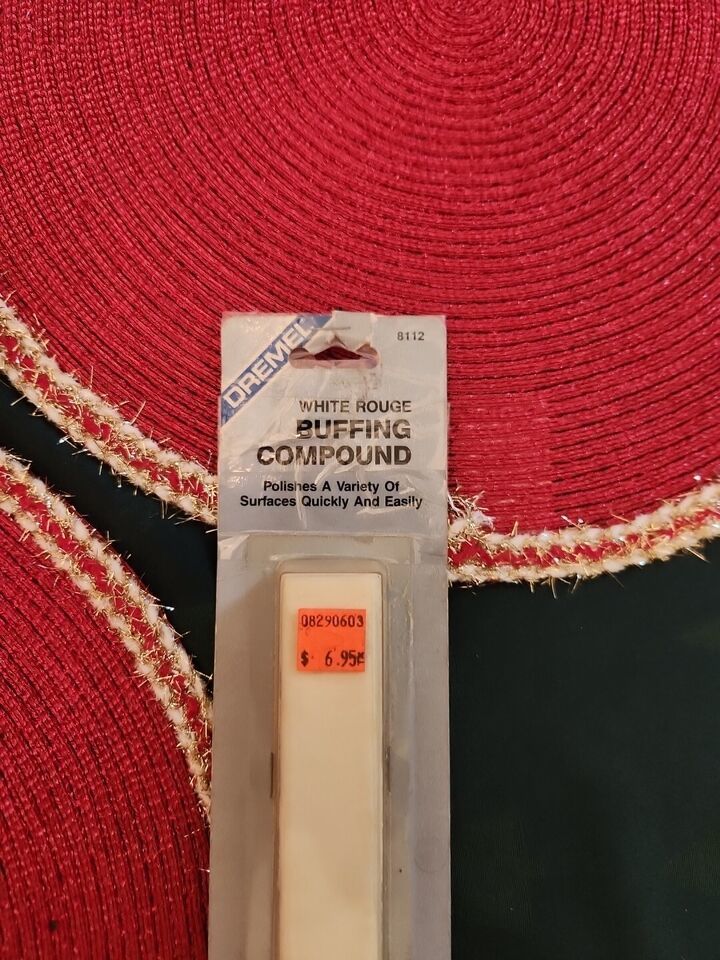 DREMEL
8112
WHITE ROUGE
BUFFING
COMPOUND
Polishes A Variety Of
Surfaces Quickly And Easily
08290603
$ 6.95¢